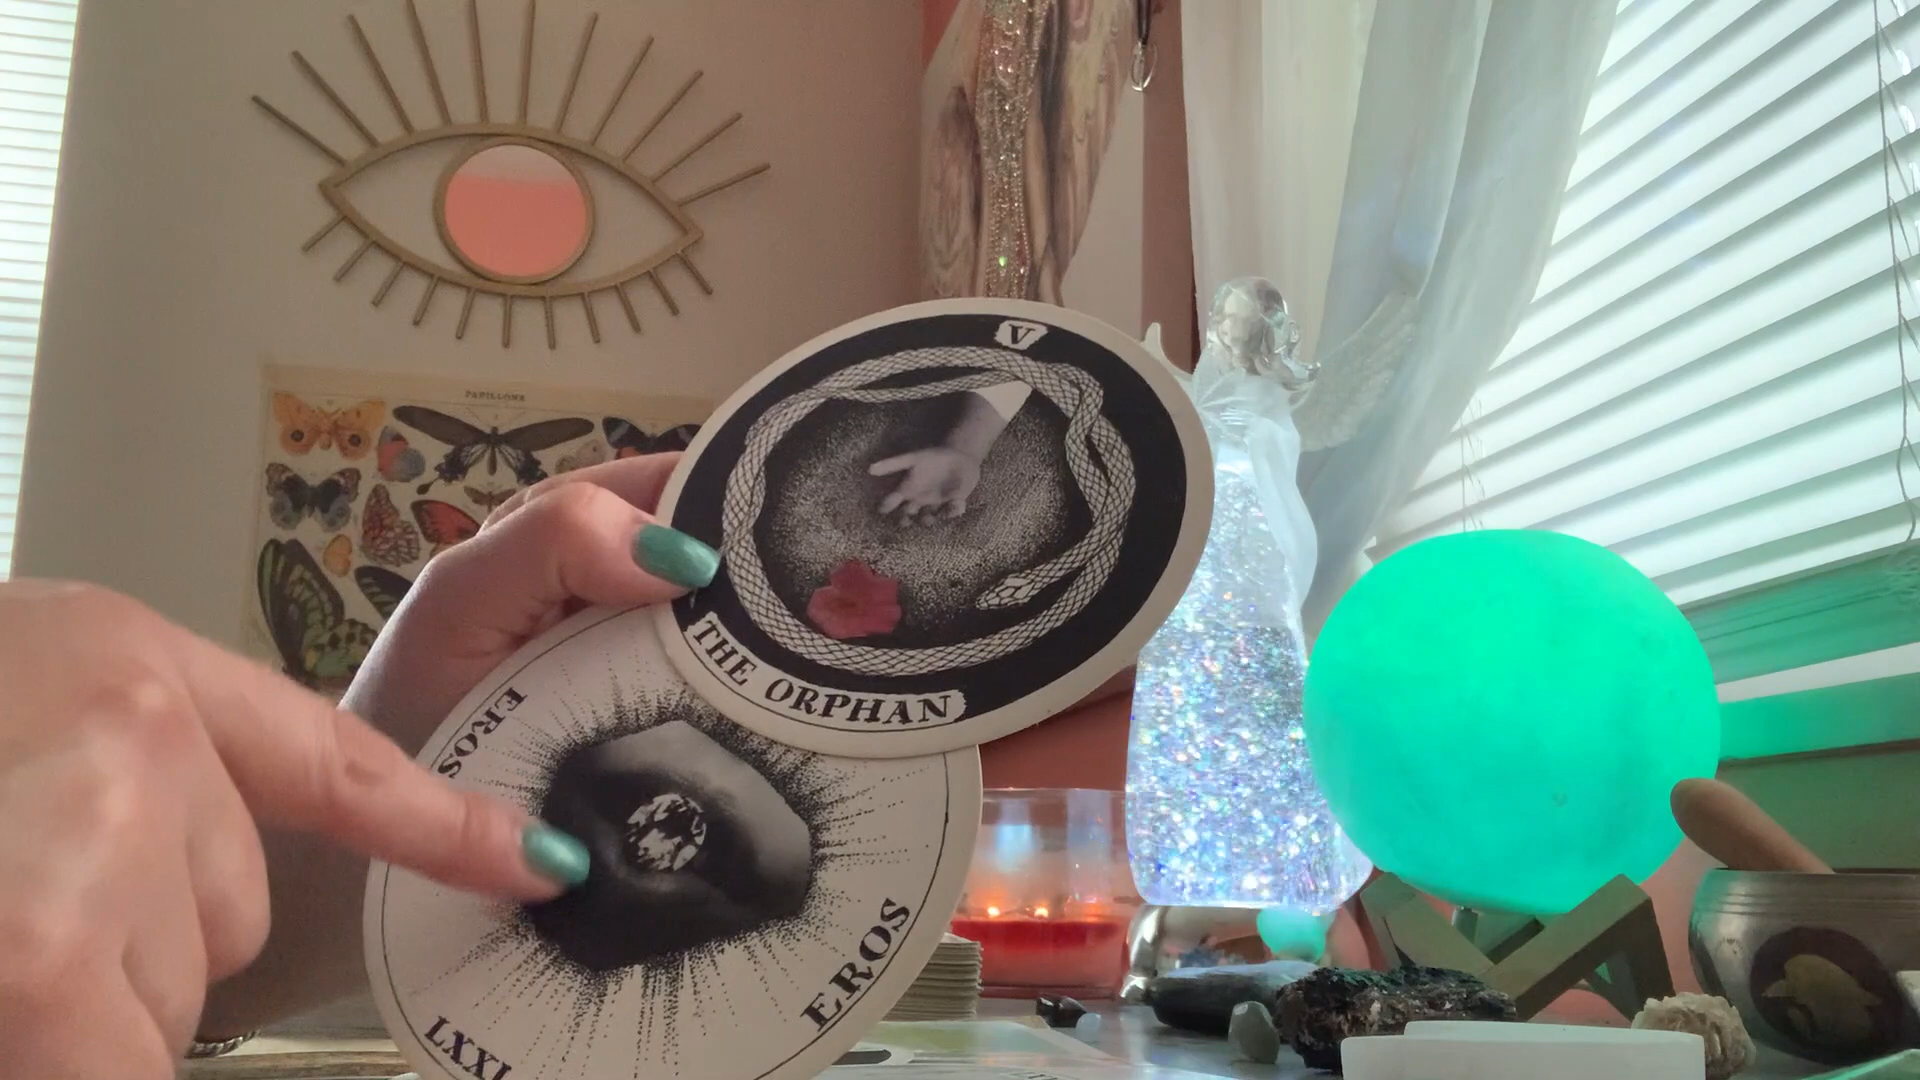 PAPILLONS
V
THE ORPHAN
EROS
EROS
LXXI